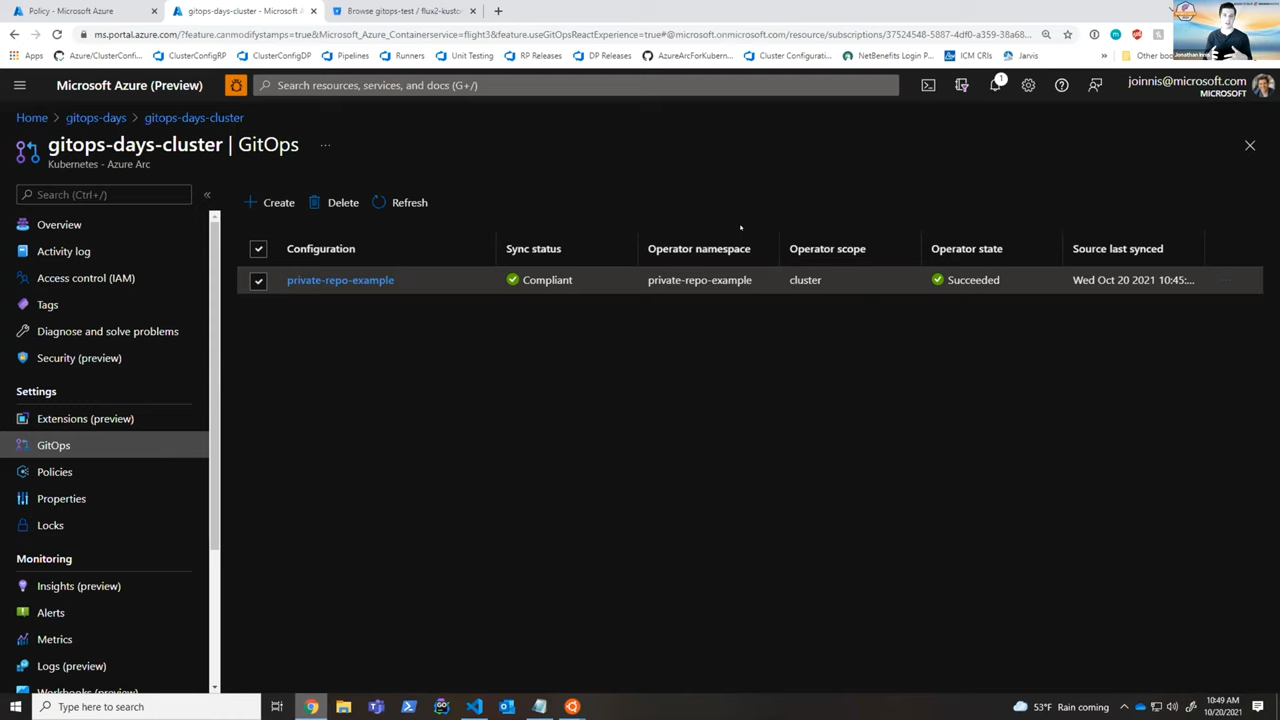 Policy - Microsoft Azure
gitops-days-cluster - Microsoft A
Browse gitops-test / flux2-kusto
ms.portal.azure.com/?feature.canmodifystamps=true&Microsoft_Azure_Containerservice=flight3&feature.useGitOpsReactExperience=true#@microsoft.onmicrosoft.com/resource/subscriptions/37524548-5887-4df0-a359-38a68...
Apps
Azure/ClusterConfi...
ClusterConfigRP
ClusterConfigDP
Pipelines
Runners
Unit Testing
RP Releases
DP Releases
AzureArcForKubern...
Cluster Configurati...
NetBenefits Login P...
ICM CRIs
Jarvis
»
Other boo
Microsoft Azure (Preview)
Search resources, services, and docs (G+/)
1
joinnis@microsoft.com
MICROSOFT
Home > gitops-days > gitops-days-cluster
gitops-days-cluster | GitOps ...
Kubernetes - Azure Arc
Search (Ctrl+/)
«
Create
Delete
Refresh
Overview
Activity log
Access control (IAM)
Tags
Diagnose and solve problems
Security (preview)
Settings
Extensions (preview)
GitOps
Policies
Properties
Locks
Monitoring
Insights (preview)
Alerts
Metrics
Logs (preview)
Workbooks (preview)
Configuration Sync status Operator namespace Operator scope Operator state Source last synced
private-repo-example Compliant private-repo-example cluster Succeeded Wed Oct 20 2021 10:45:...
Type here to search
53°F Rain coming
10:49 AM
10/20/2021